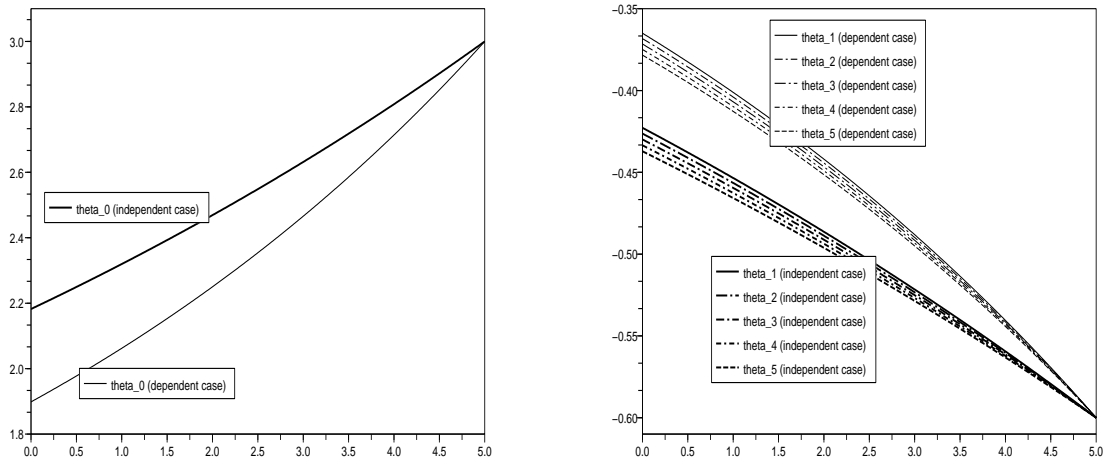 3.0
2.8
2.6
2.4
2.2
2.0
1.8
theta_0 (independent case)
theta_0 (dependent case)
0.0 0.5 1.0 1.5 2.0 2.5 3.0 3.5 4.0 4.5 5.0
−0.35
−0.40
−0.45
−0.50
−0.55
−0.60
theta_1 (dependent case)
theta_2 (dependent case)
theta_3 (dependent case)
theta_4 (dependent case)
theta_5 (dependent case)
theta_1 (independent case)
theta_2 (independent case)
theta_3 (independent case)
theta_4 (independent case)
theta_5 (independent case)
0.0 0.5 1.0 1.5 2.0 2.5 3.0 3.5 4.0 4.5 5.0